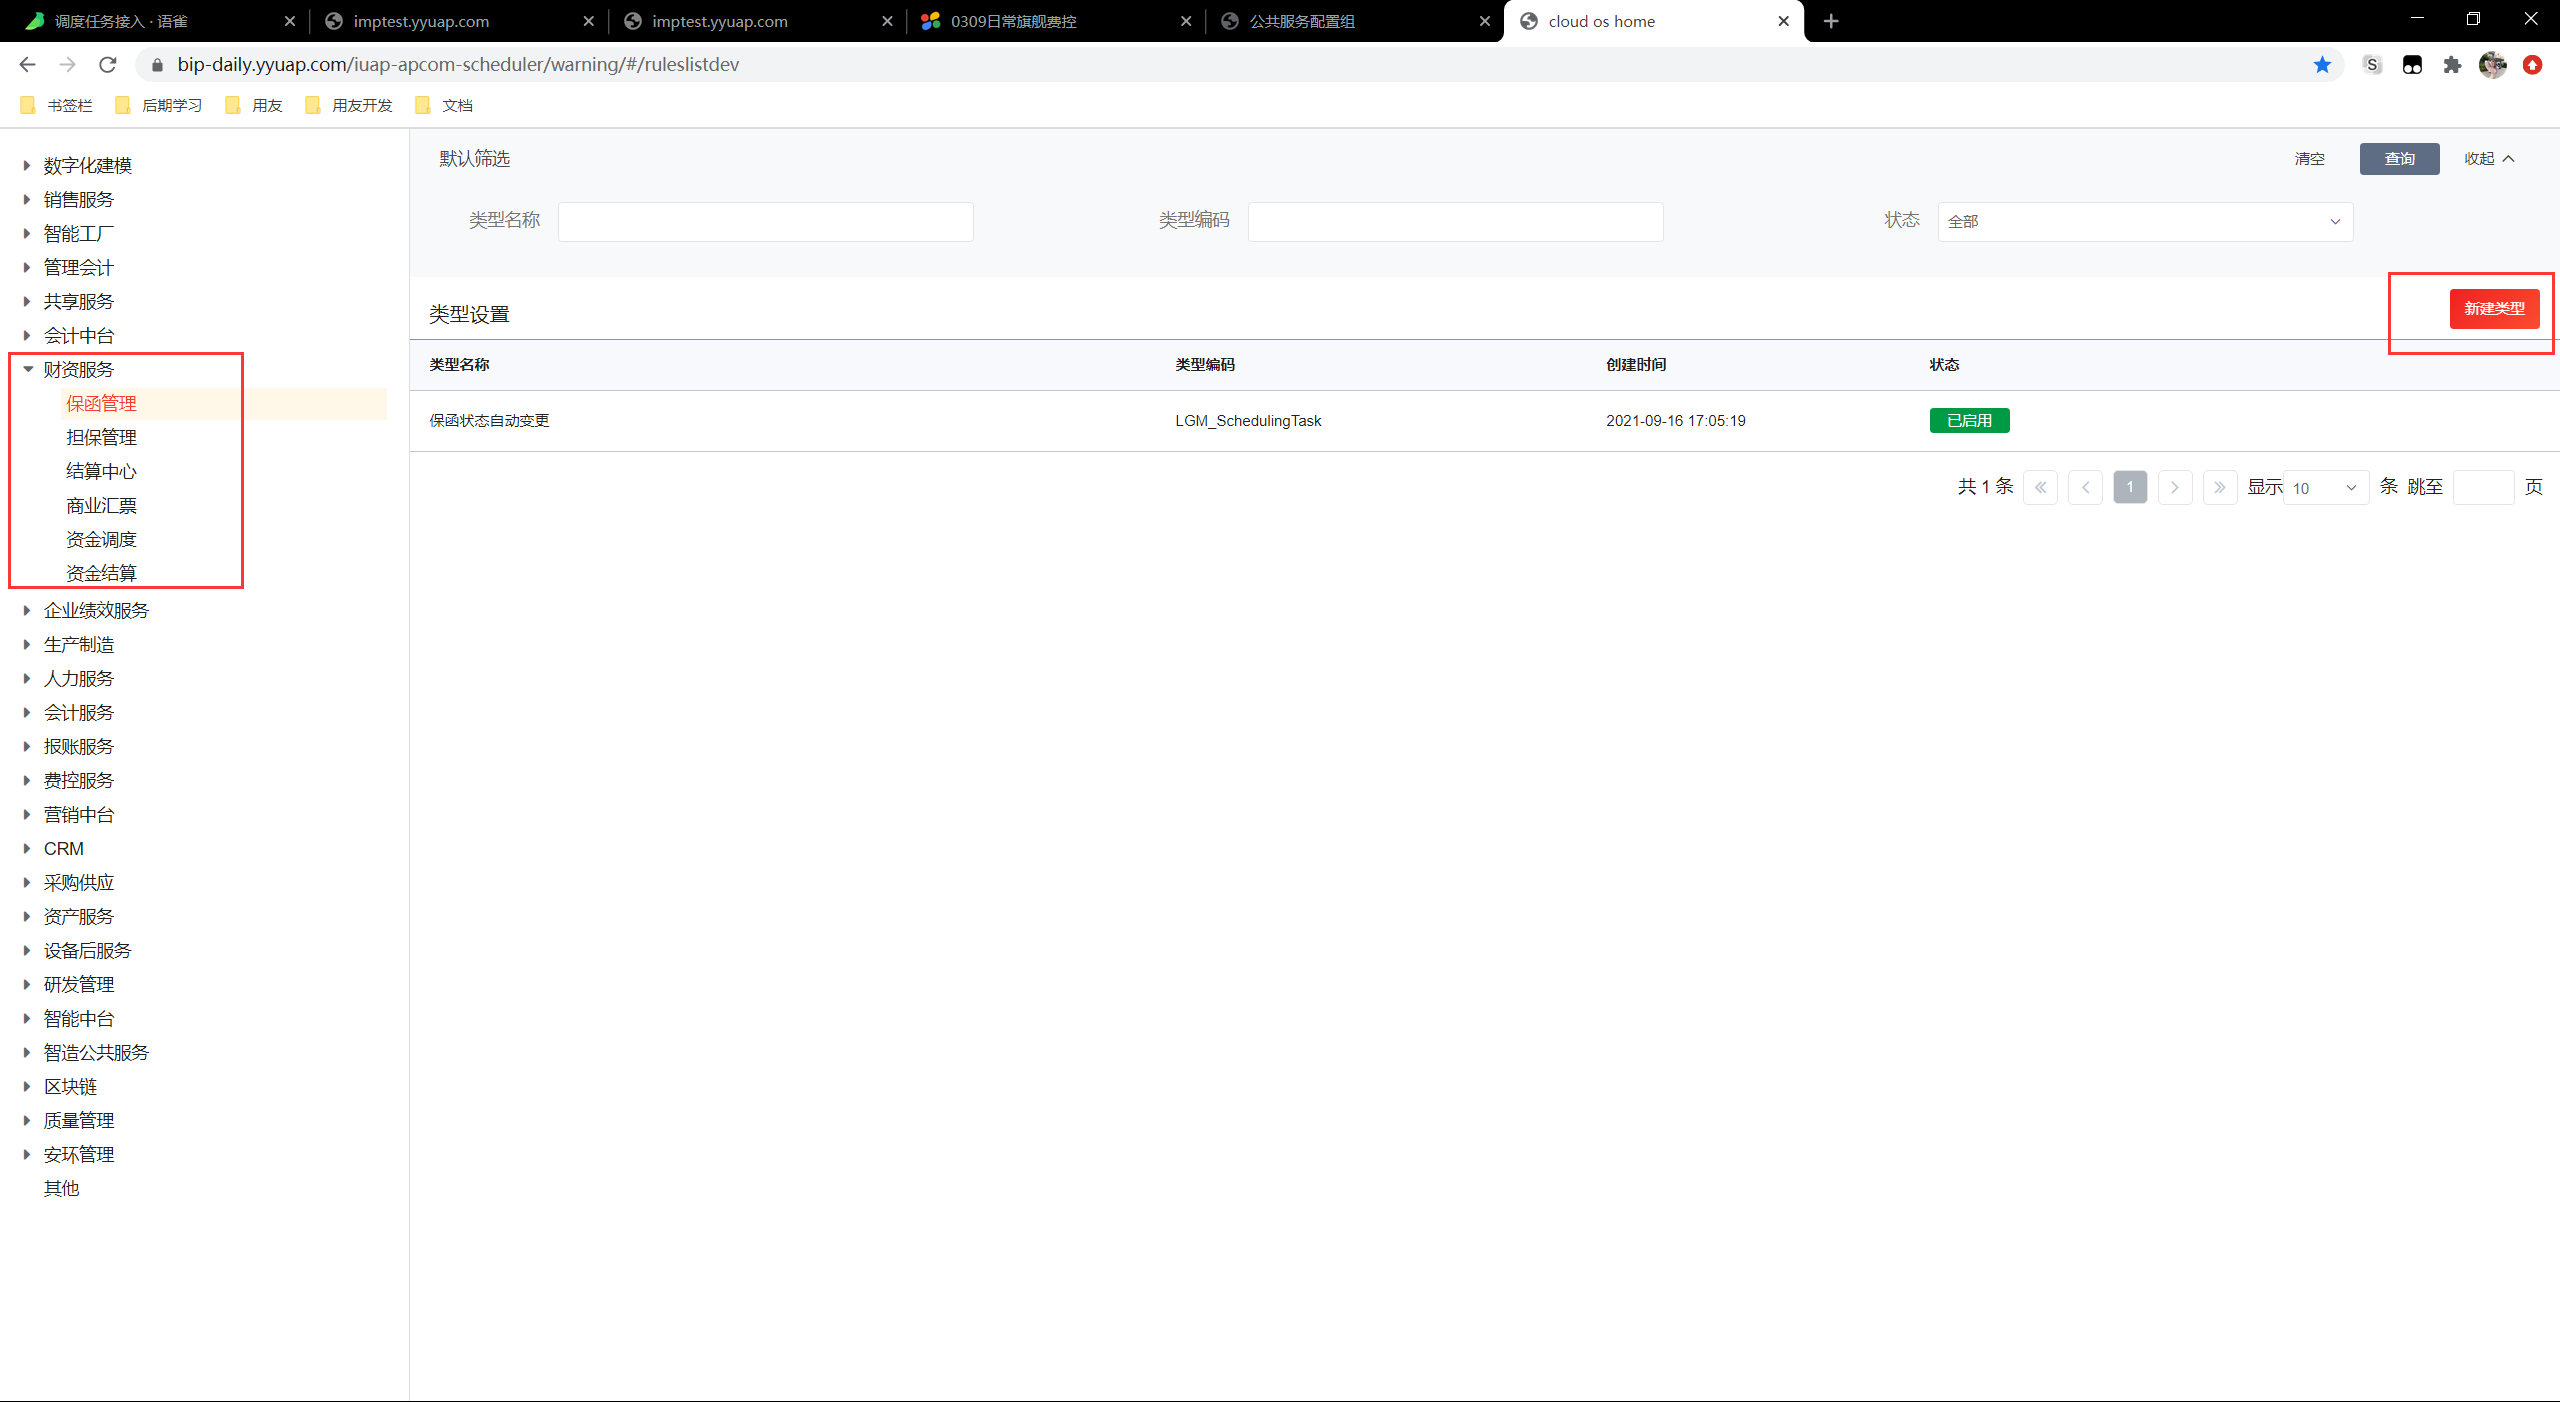 调度任务接入 · 语雀
imptest.yyuap.com
imptest.yyuap.com
0309日常旗舰费控
公共服务配置组
cloud os home
bip-daily.yyuap.com/iuap-apcom-scheduler/warning/#/ruleslistdev
书签栏
后期学习
用友
用友开发
文档
数字化建模
销售服务
智能工厂
管理会计
共享服务
会计中台
财资服务
保函管理
担保管理
结算中心
商业汇票
资金调度
资金结算
企业绩效服务
生产制造
人力服务
会计服务
报账服务
费控服务
营销中台
CRM
采购供应
资产服务
设备后服务
研发管理
智能中台
智造公共服务
区块链
质量管理
安环管理
其他
默认筛选
清空
查询
收起
类型名称
类型编码
状态 全部
类型设置
新建类型
类型名称 类型编码 创建时间 状态
保函状态自动变更 LGM_SchedulingTask 2021-09-16 17:05:19 已启用
共 1 条 1 显示 10 条 跳至 页